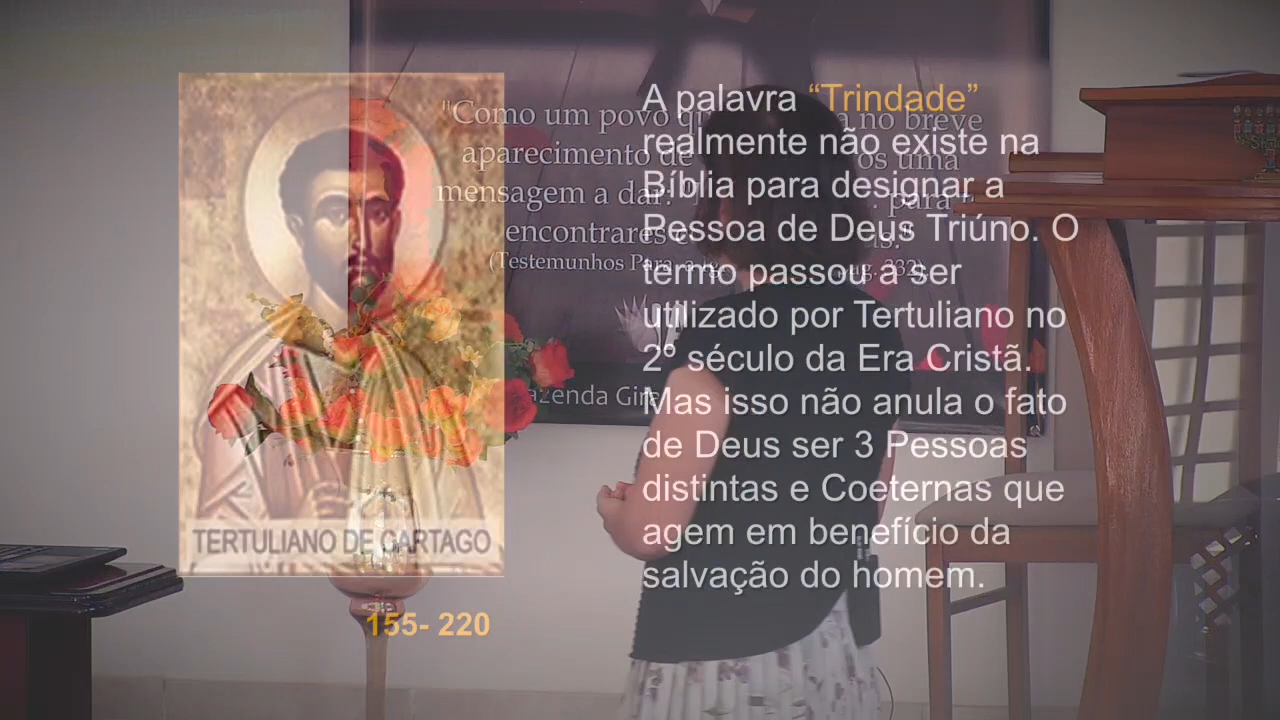 A palavra “Trindade”
realmente não existe na
Bíblia para designar a
Pessoa de Deus Triúno. O
termo passou a ser
utilizado por Tertuliano no
2º século da Era Cristã.
Mas isso não anula o fato
de Deus ser 3 Pessoas
distintas e Coeternas que
agem em benefício da
salvação do homem.
TERTULIANO DE CARTAGO
155- 220
"Como um povo no breve
aparecimento de uma
mensagem a dar:
(Testemunhos Para